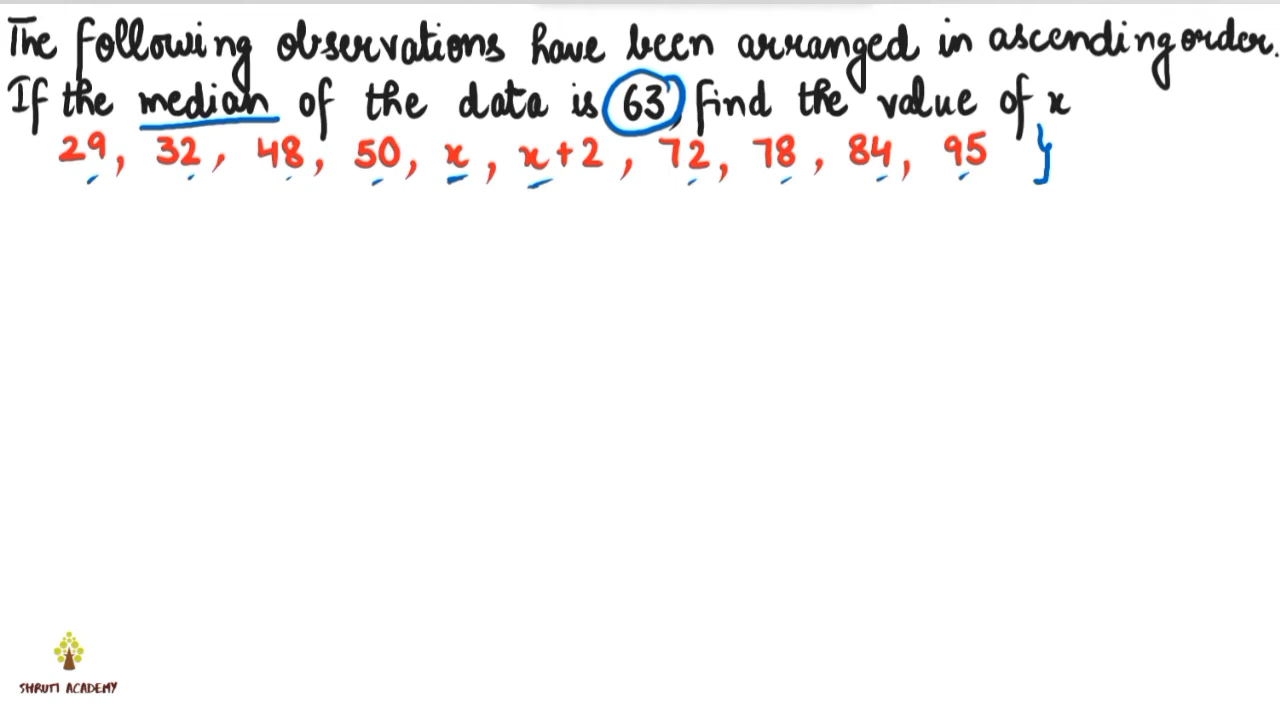 The following observations have been arranged in ascending order.
If the median of the data is 63, find the value of x
29, 32, 48, 50, x, x+2, 72, 78, 84, 95
SHRUTI ACADEMY